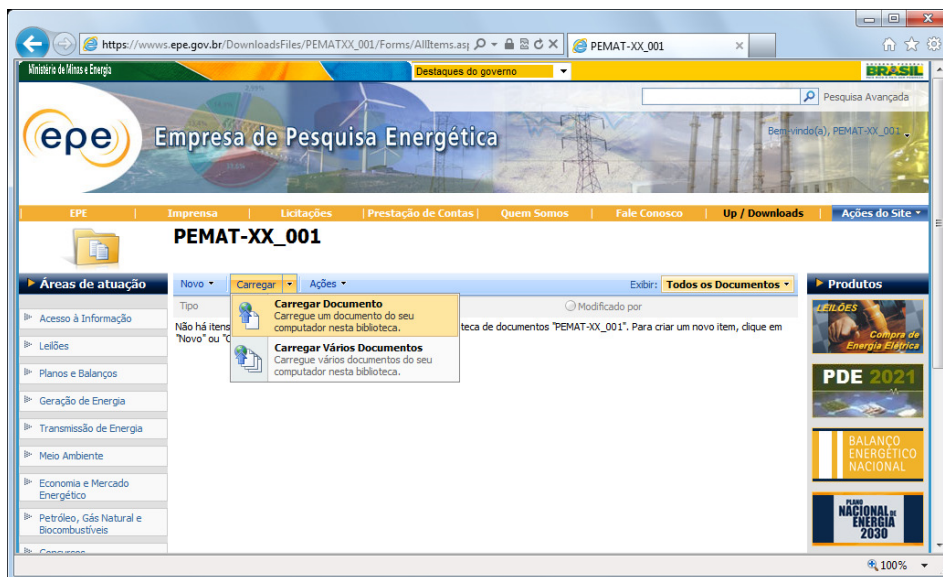 https://wwws.epe.gov.br/DownloadsFiles/PEMATXX_001/Forms/AllItems.asp
PEMAT-XX_001
Ministério de Minas e Energia
Destaques do governo
BRASIL
Pesquisa Avançada
epe
Empresa de Pesquisa Energética
Bem-vindo(a), PEMAT-XX_001
EPE | Imprensa | Licitações | Prestação de Contas | Quem Somos | Fale Conosco | Up / Downloads | Ações do Site
PEMAT-XX_001
Áreas de atuação
Novo Carregar Ações Exibir: Todos os Documentos
Produtos
Tipo Modificado por
Carregar Documento
Carregue um documento do seu
computador nesta biblioteca.
Carregar Vários Documentos
Carregue vários documentos do seu
computador nesta biblioteca.
Não há itens teca de documentos "PEMAT-XX_001". Para criar um novo item, clique em
"Novo" ou "C
Acesso à Informação
Leilões
Planos e Balanços
Geração de Energia
Transmissão de Energia
Meio Ambiente
Economia e Mercado
Energético
Petróleo, Gás Natural e
Biocombustíveis
Concursos
LEILÕES
Compra de
Energia Elétrica
PDE 2021
BALANÇO
ENERGÉTICO
NACIONAL
PLANO
NACIONAL DE
ENERGIA
2030
100%